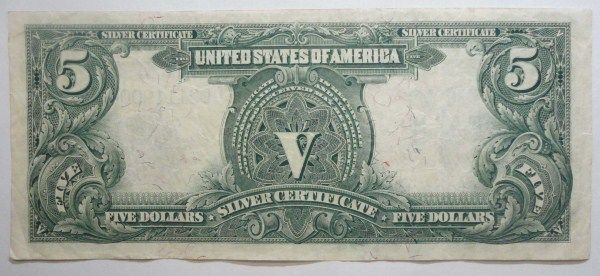 SILVER CERTIFICATE SILVER CERTIFICATE
5 UNITED STATES OF AMERICA 5
V
FIVE FIVE
FIVE DOLLARS SILVER CERTIFICATE FIVE DOLLARS